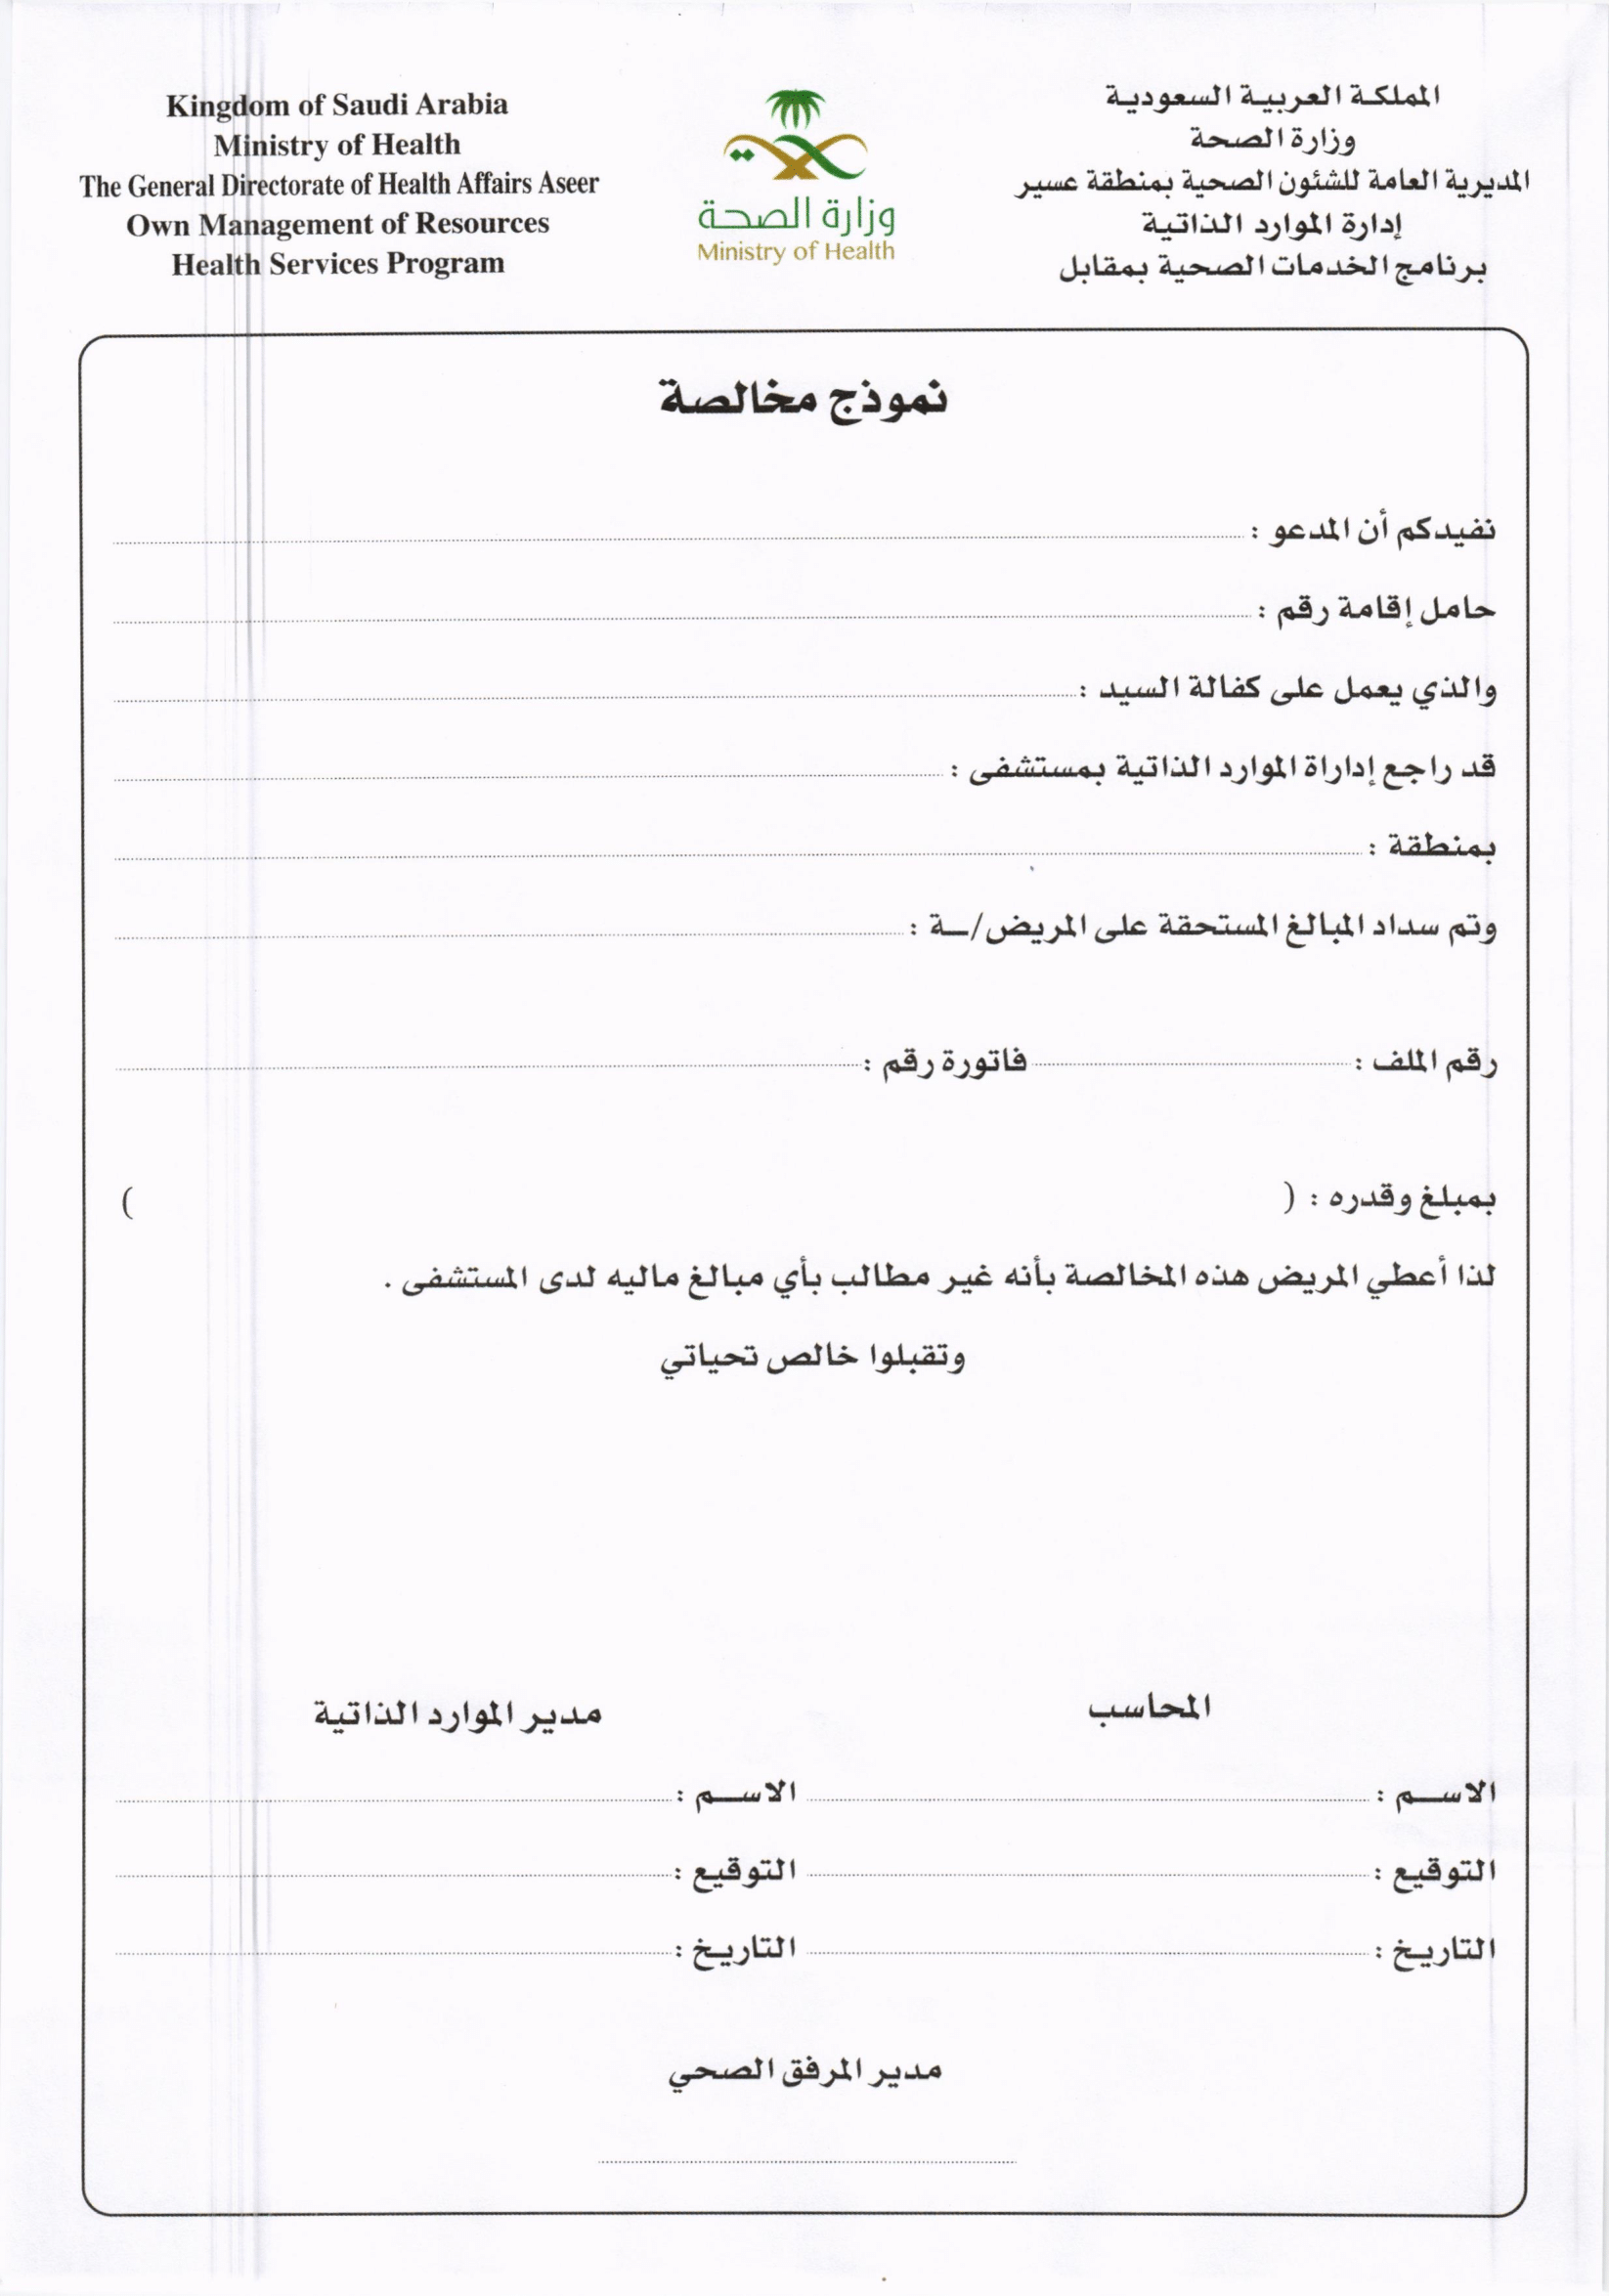 Kingdom of Saudi Arabia
Ministry of Health
The General Directorate of Health Affairs Aseer
Own Management of Resources
Health Services Program
وزارة الصحة
Ministry of Health
المملكة العربية السعودية
وزارة الصحة
المديرية العامة للشئون الصحية بمنطقة عسير
إدارة الموارد الذاتية
برنامج الخدمات الصحية بمقابل
نموذج مخالصة
نفيدكم أن المدعو :
حامل إقامة رقم :
والذي يعمل على كفالة السيد :
قد راجع إداراة الموارد الذاتية بمستشفى :
بمنطقة :
وتم سداد المبالغ المستحقة على المريض/ــة :
رقم الملف : فاتورة رقم :
بمبلغ وقدره : ( )
لذا أعطي المريض هذه المخالصة بأنه غير مطالب بأي مبالغ ماليه لدى المستشفى .
وتقبلوا خالص تحياتي
المحاسب مدير الموارد الذاتية
الاســم : الاســم :
التوقيع : التوقيع :
التاريخ : التاريخ :
مدير المرفق الصحي